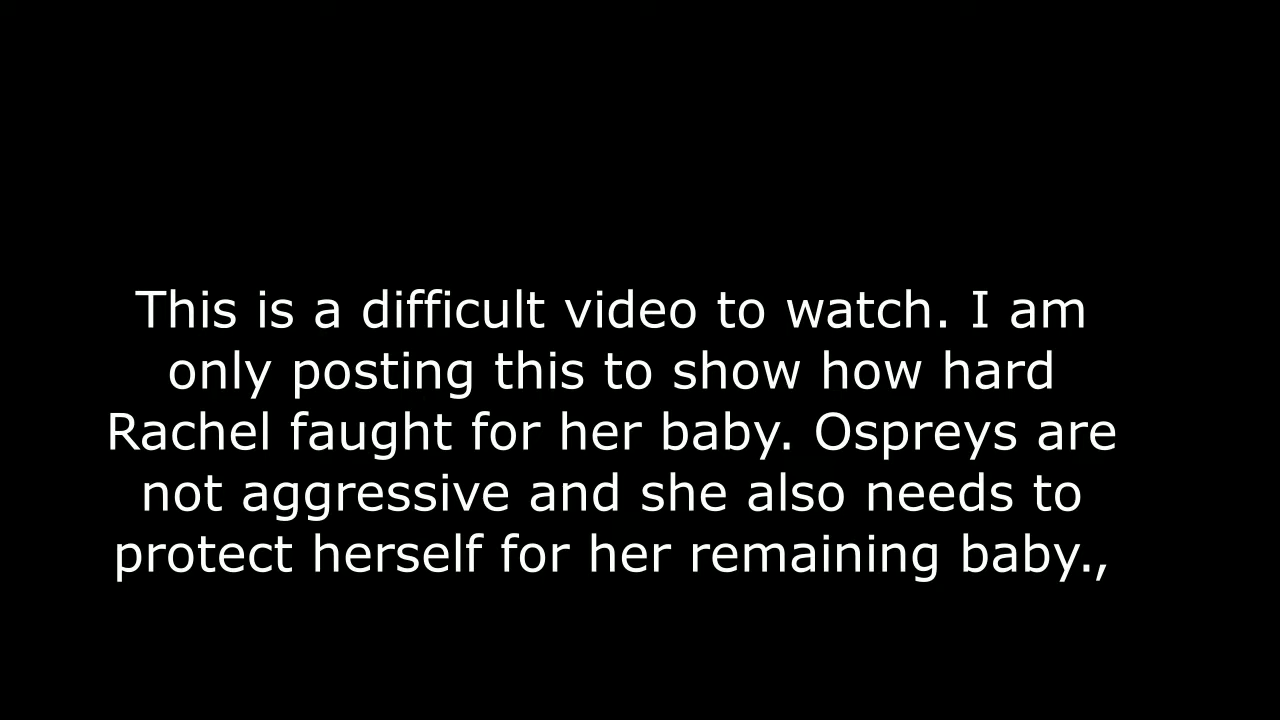 This is a difficult video to watch. I am
only posting this to show how hard
Rachel faught for her baby. Ospreys are
not aggressive and she also needs to
protect herself for her remaining baby.,